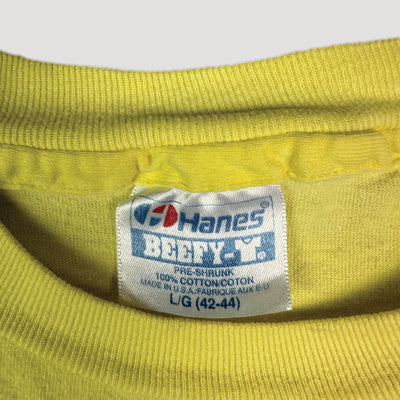 Hanes®
BEEFY-T®
PRE-SHRUNK
100% COTTON/COTON
MADE IN U.S.A./FABRIQUE AUX E-U
L/G (42-44)